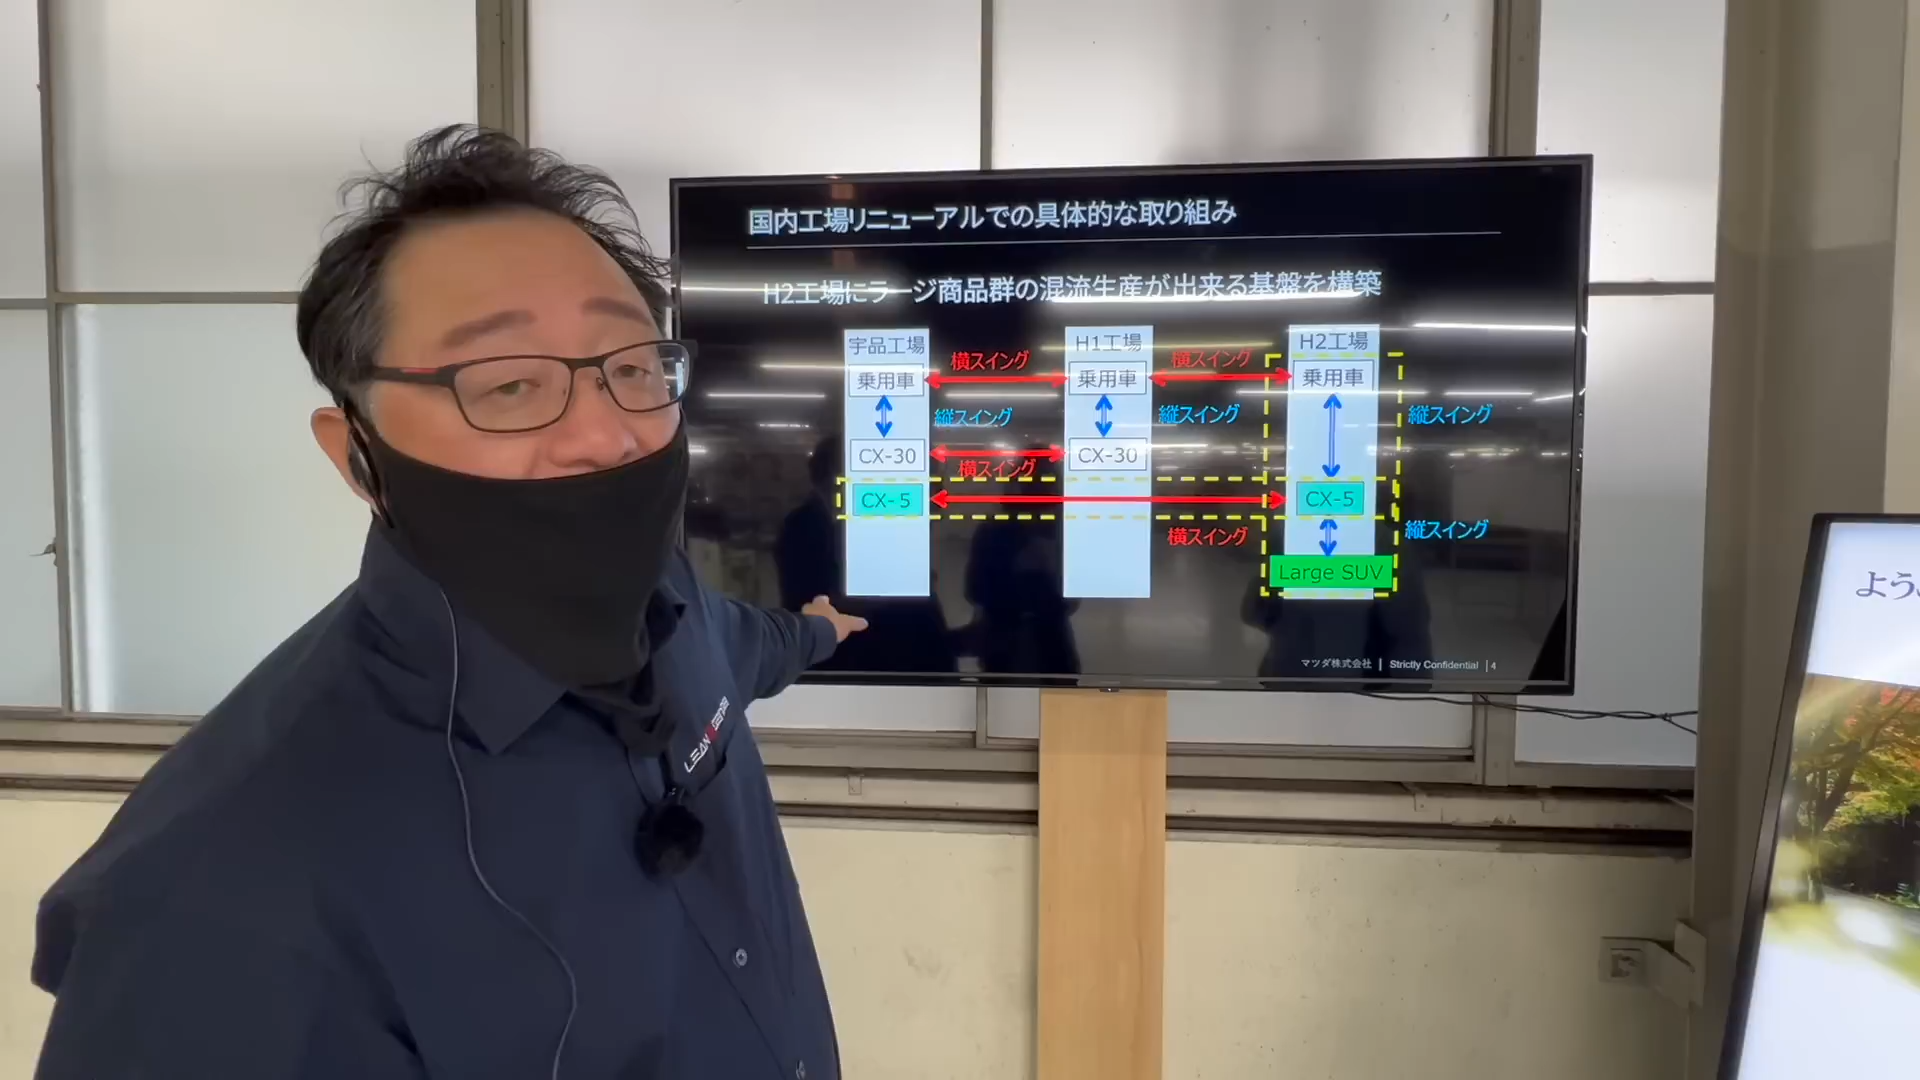 国内工場リニューアルでの具体的な取り組み
H2工場にラージ商品群の混流生産が出来る基盤を構築
宇品工場
H1工場
H2工場
乗用車
横スイング
乗用車
横スイング
乗用車
縦スイング
縦スイング
縦スイング
CX-30
横スイング
CX-30
CX-5
CX-5
横スイング
縦スイング
Large SUV
マツダ株式会社 | Strictly Confidential | 4
よう